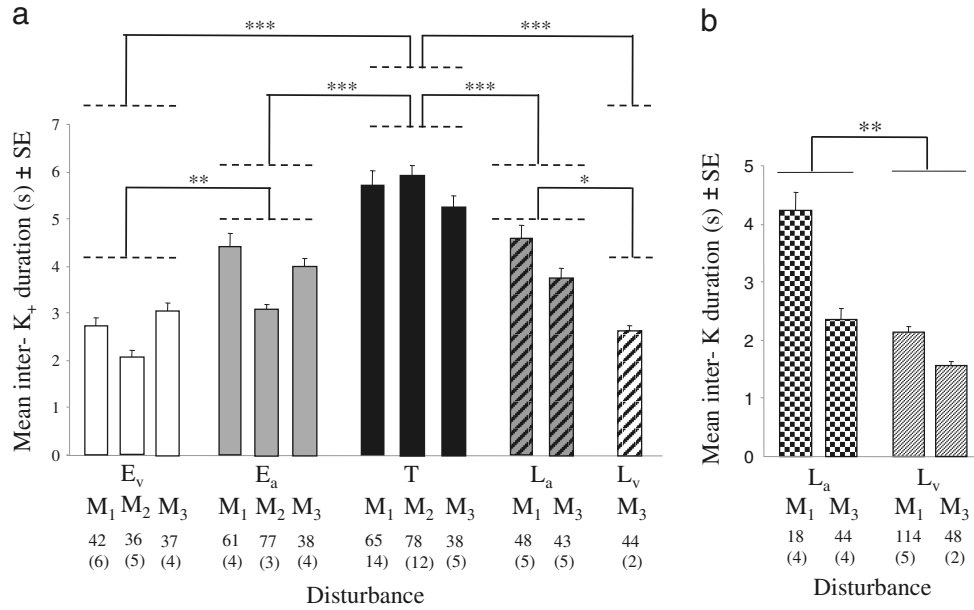 a
***
***
***
***
**
*
Mean inter- K₊ duration (s) ± SE
7
6
5
4
3
2
1
0
Eᵥ Eₐ T Lₐ Lᵥ
M₁ M₂ M₃ M₁ M₂ M₃ M₁ M₂ M₃ M₁ M₃ M₃
42 36 37 61 77 38 65 78 38 48 43 44
(6) (5) (4) (4) (3) (4) 14) (12) (5) (5) (5) (2)
Disturbance
b
**
Mean inter- K duration (s) ± SE
5
4
3
2
1
0
Lₐ Lᵥ
M₁ M₃ M₁ M₃
18 44 114 48
(4) (4) (5) (2)
Disturbance